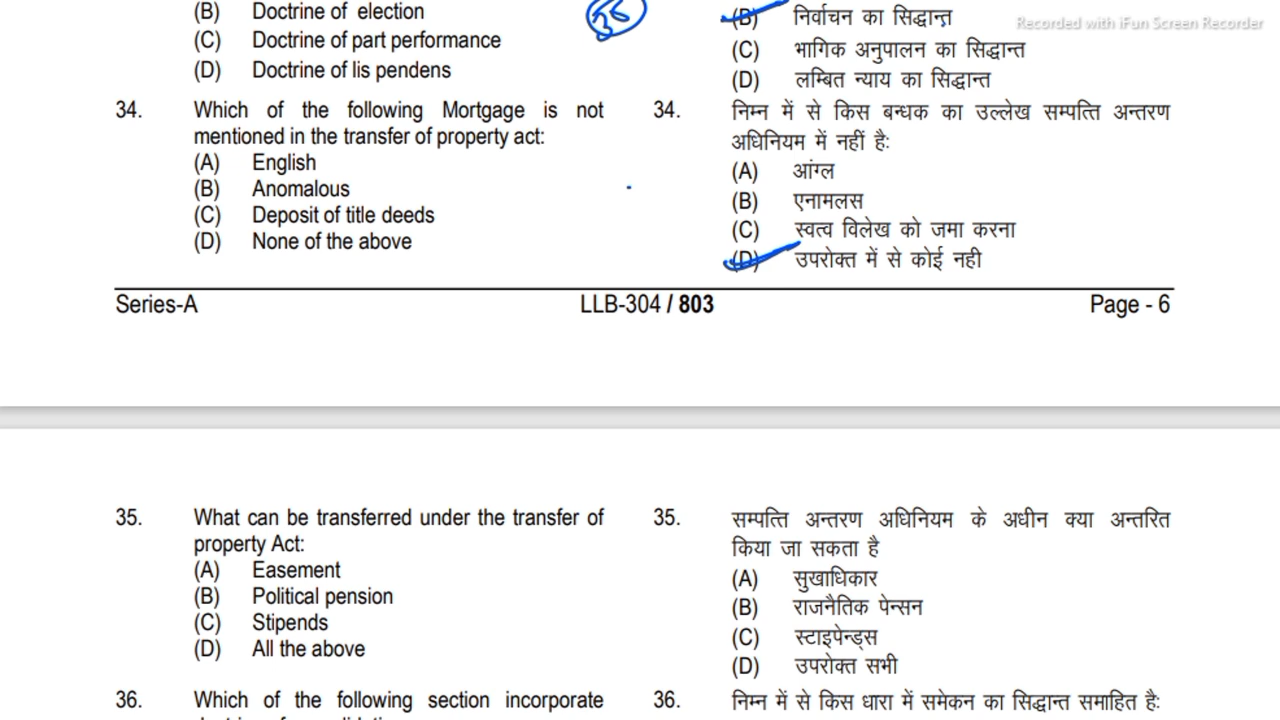 (B) Doctrine of election
(C) Doctrine of part performance
(D) Doctrine of lis pendens
34. Which of the following Mortgage is not
mentioned in the transfer of property act:
(A) English
(B) Anomalous
(C) Deposit of title deeds
(D) None of the above
(B) निर्वाचन का सिद्धान्त
(C) भागिक अनुपालन का सिद्धान्त
(D) लम्बित न्याय का सिद्धान्त
34. निम्न में से किस बन्धक का उल्लेख सम्पत्ति अन्तरण
अधिनियम में नहीं है:
(A) आंग्ल
(B) एनामलस
(C) स्वत्व विलेख को जमा करना
(D) उपरोक्त में से कोई नही
Recorded with iFun Screen Recorder
Series-A LLB-304 / 803 Page - 6
35. What can be transferred under the transfer of
property Act:
(A) Easement
(B) Political pension
(C) Stipends
(D) All the above
36. Which of the following section incorporate
35. सम्पत्ति अन्तरण अधिनियम के अधीन क्या अन्तरित
किया जा सकता है
(A) सुखाधिकार
(B) राजनैतिक पेन्सन
(C) स्टाइपेन्ड्स
(D) उपरोक्त सभी
36. निम्न में से किस धारा में समेकन का सिद्धान्त समाहित है: